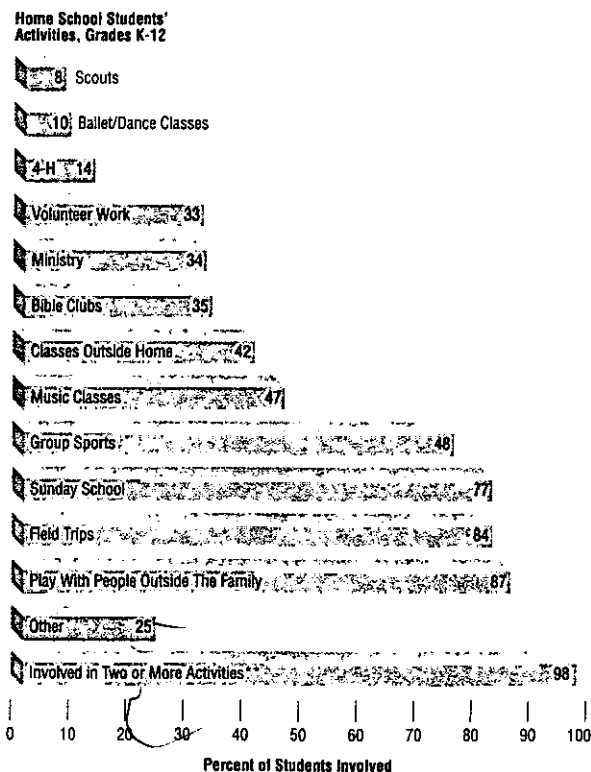 Home School Students'
Activities, Grades K-12
8 Scouts
10 Ballet/Dance Classes
4-H 14
Volunteer Work 33
Ministry 34
Bible Clubs 35
Classes Outside Home 42
Music Classes 47
Group Sports 48
Sunday School 77
Field Trips 84
Play With People Outside The Family 87
Other 25
Involved in Two or More Activities* 98
0 10 20 30 40 50 60 70 80 90 100
Percent of Students Involved